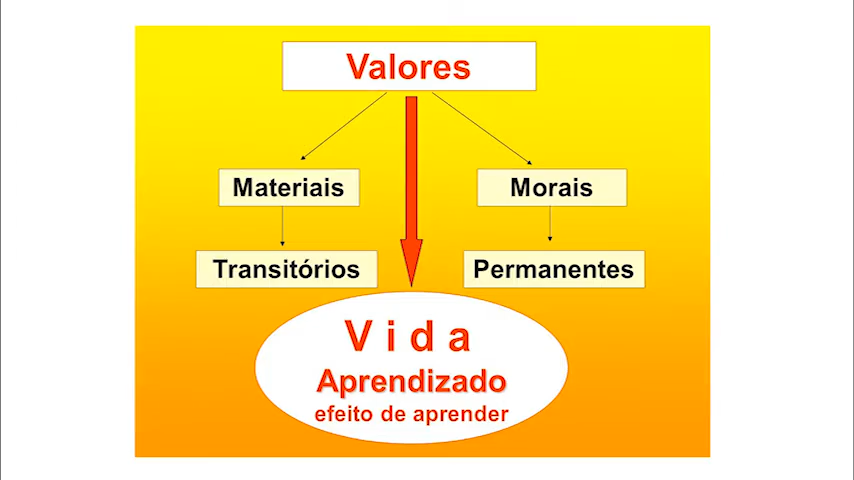 Valores
Materiais
Morais
Transitórios
Permanentes
V i d a
Aprendizado
efeito de aprender